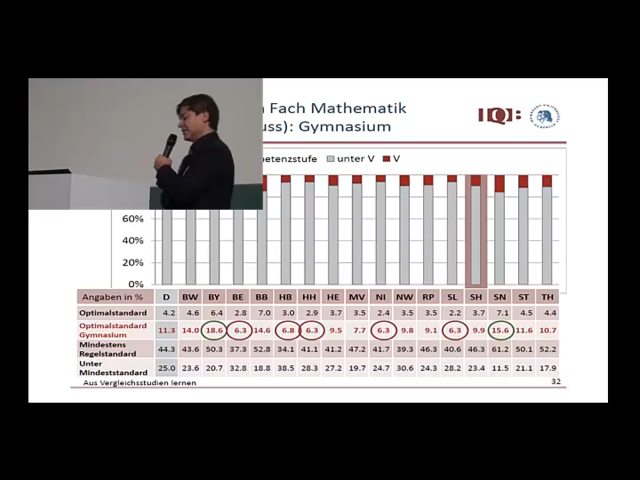 Fach Mathematik
uss): Gymnasium
IQB
petenzstufe unter V V
60%
40%
20%
0%
Angaben in % D BW BY BE BB HB HH HE MV NI NW RP SL SH SN ST TH
Optimalstandard 4.2 4.6 6.4 2.8 7.0 3.0 2.9 3.7 3.5 2.4 3.5 3.5 2.2 3.7 7.1 4.5 4.4
Optimalstandard Gymnasium 11.3 14.0 18.6 6.3 14.6 6.8 6.3 9.5 7.7 6.3 9.8 9.1 6.3 9.9 15.6 11.6 10.7
Mindestens Regelstandard 44.3 43.6 50.3 37.3 52.8 34.1 41.1 41.2 47.2 41.7 39.3 46.3 40.6 46.3 61.2 50.1 52.2
Unter Mindeststandard 25.0 23.6 20.7 32.8 18.8 38.5 28.3 27.2 19.7 24.7 30.6 24.3 28.2 23.4 11.5 21.1 17.9
Aus Vergleichsstudien lernen 32